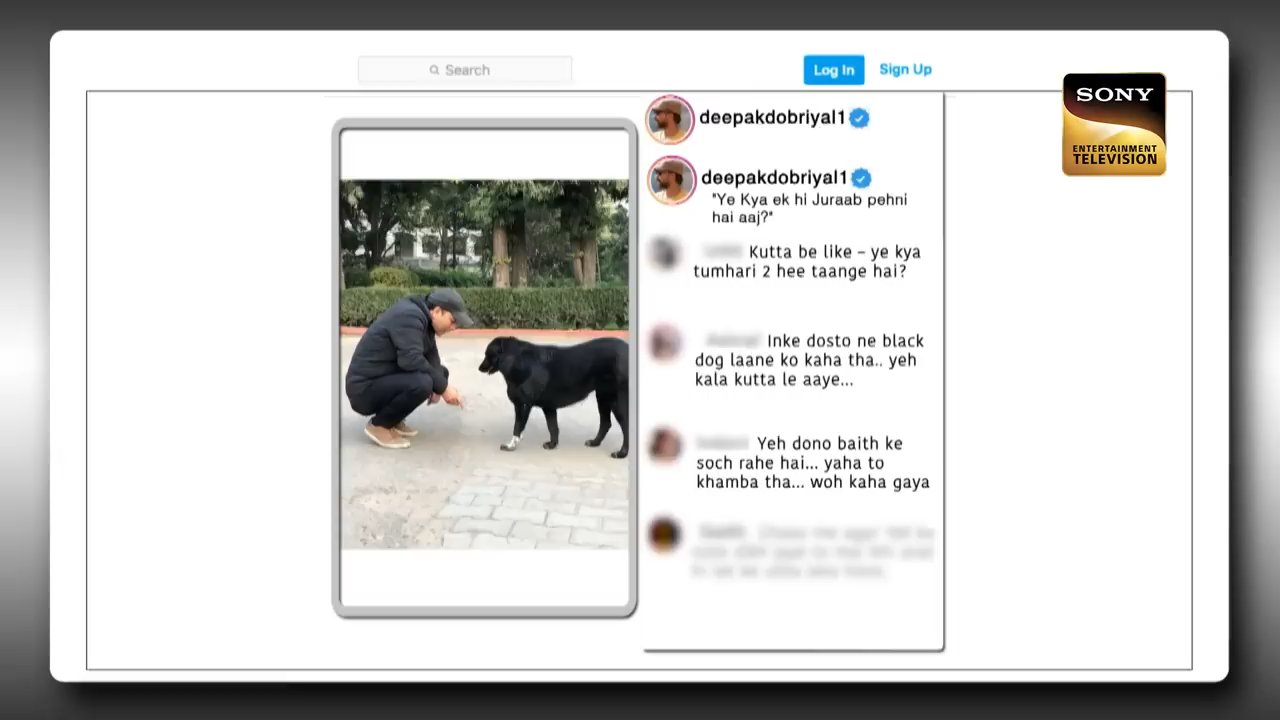 Search
Log In
Sign Up
SONY
ENTERTAINMENT
TELEVISION
deepakdobriyal1
deepakdobriyal1
"Ye Kya ek hi Juraab pehni
hai aaj?"
Kutta be like – ye kya
tumhari 2 hee taange hai?
Inke dosto ne black
dog laane ko kaha tha.. yeh
kala kutta le aaye...
Yeh dono baith ke
soch rahe hai... yaha to
khamba tha... woh kaha gaya